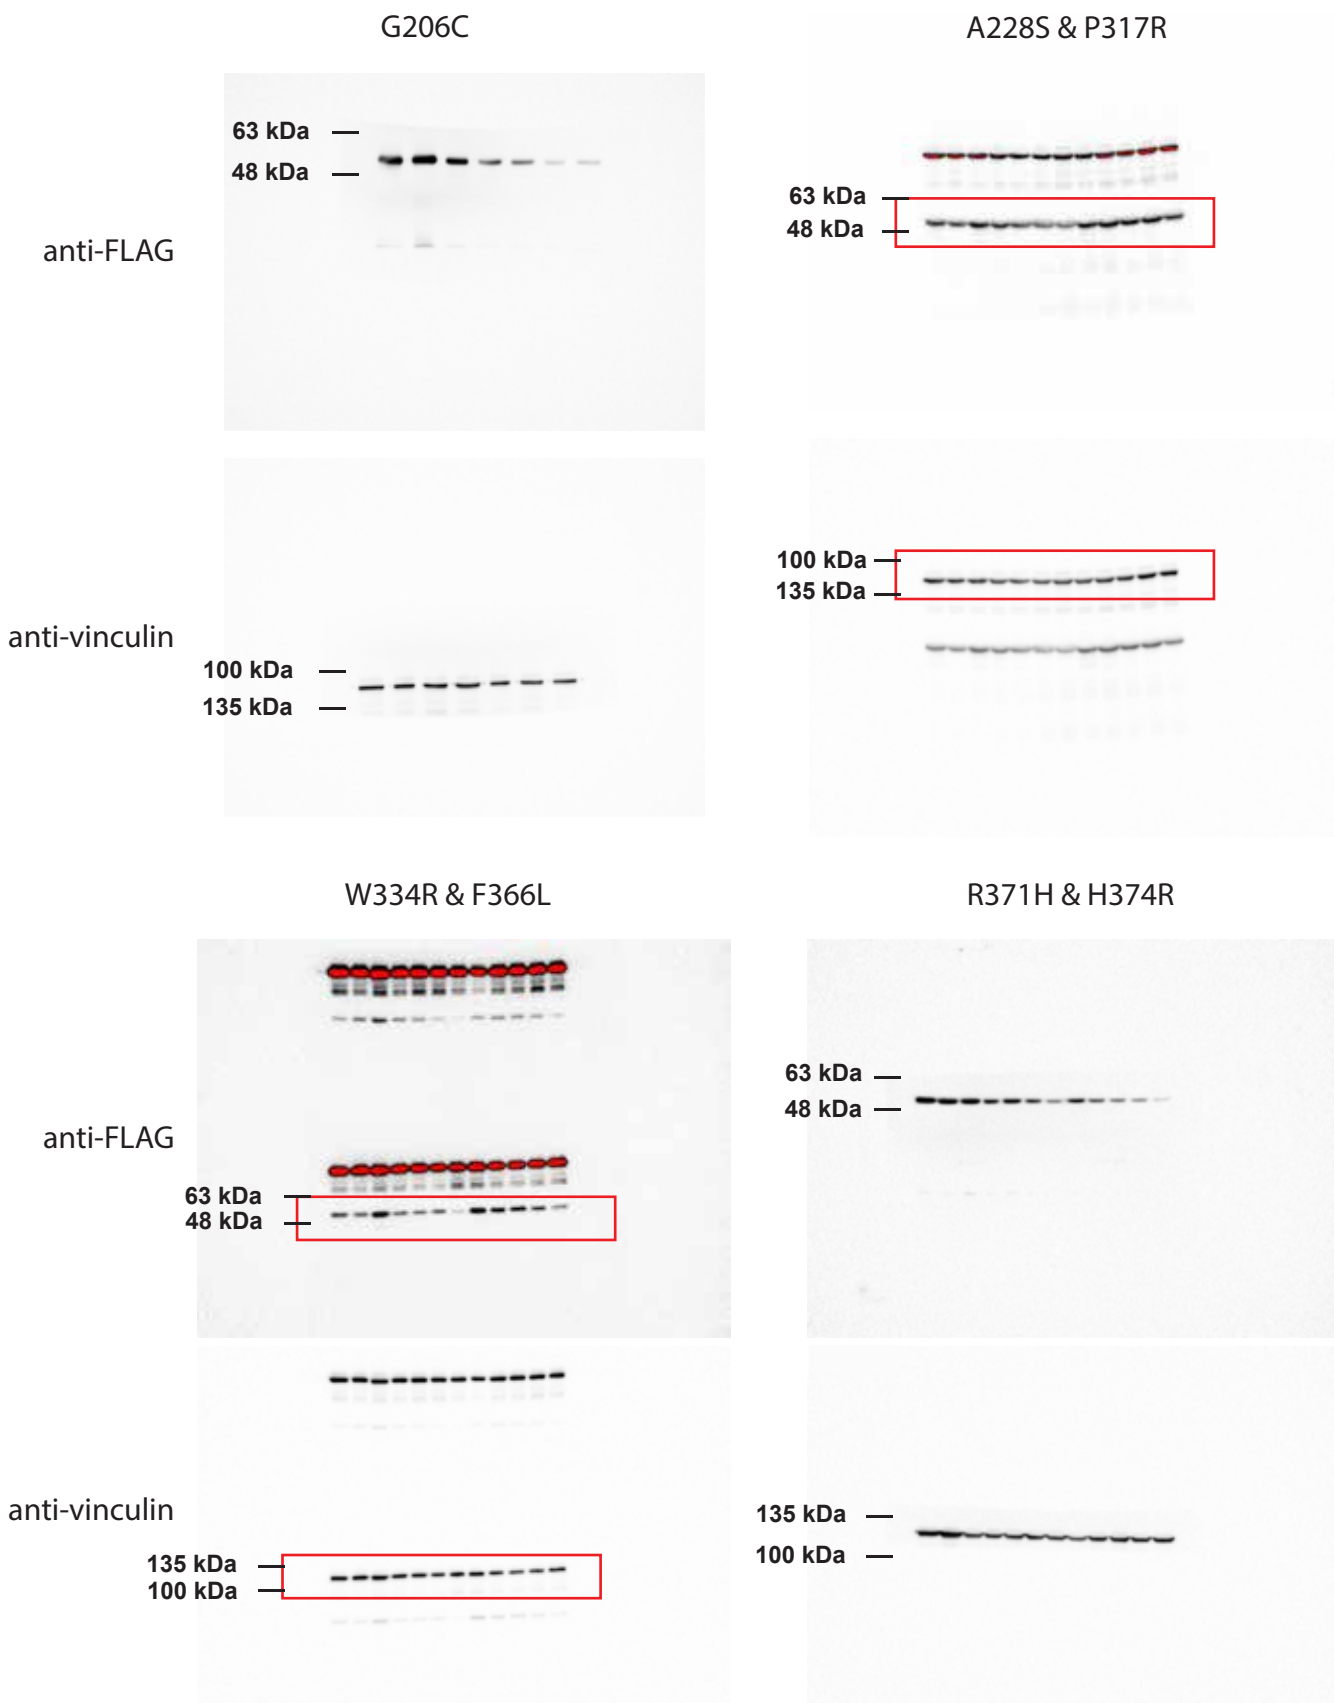 G206C
A228S & P317R
63 kDa
48 kDa
anti-FLAG
63 kDa
48 kDa
anti-vinculin
100 kDa
135 kDa
100 kDa
135 kDa
W334R & F366L
R371H & H374R
anti-FLAG
63 kDa
48 kDa
63 kDa
48 kDa
anti-vinculin
135 kDa
100 kDa
135 kDa
100 kDa